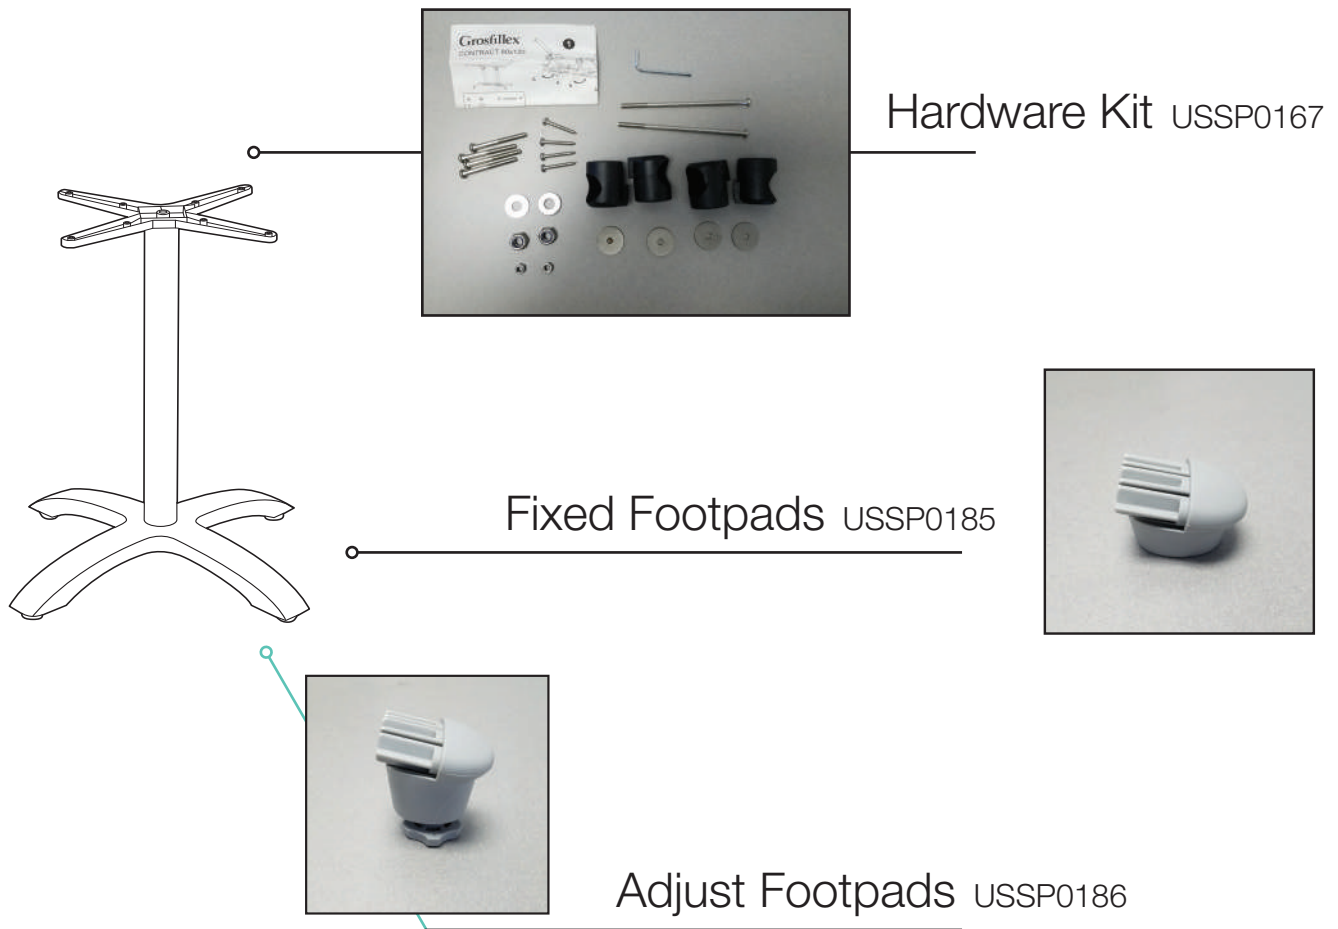 Grosfillex
CONTRACT
Hardware Kit USSP0167
Fixed Footpads USSP0185
Adjust Footpads USSP0186